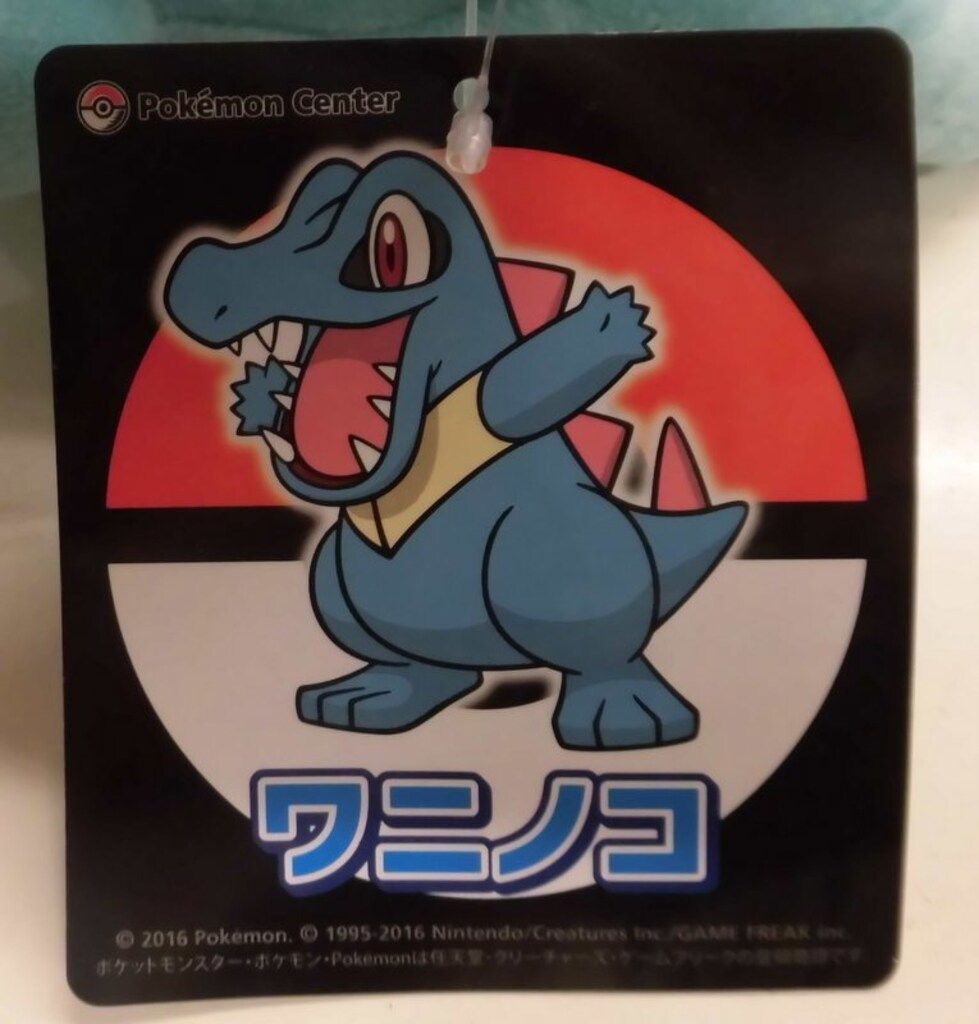 Pokémon Center
ワニノコ
© 2016 Pokémon. © 1995-2016 Nintendo/Creatures Inc./GAME FREAK inc.
ポケットモンスター・ポケモン・Pokémonは任天堂・クリーチャーズ・ゲームフリークの登録商標です